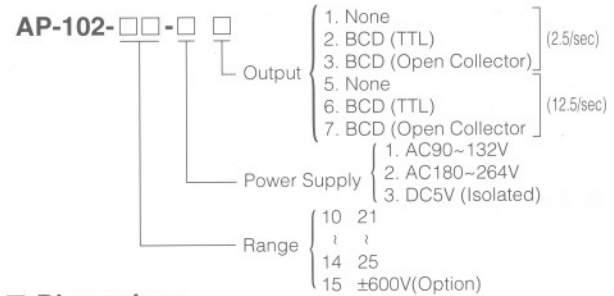 AP-102-□□-□ □
Output
1. None
2. BCD (TTL)
3. BCD (Open Collector)
(2.5/sec)
5. None
6. BCD (TTL)
7. BCD (Open Collector
(12.5/sec)
Power Supply
1. AC90~132V
2. AC180~264V
3. DC5V (Isolated)
Range
10 21
≀ ≀
14 25
15 ±600V(Option)